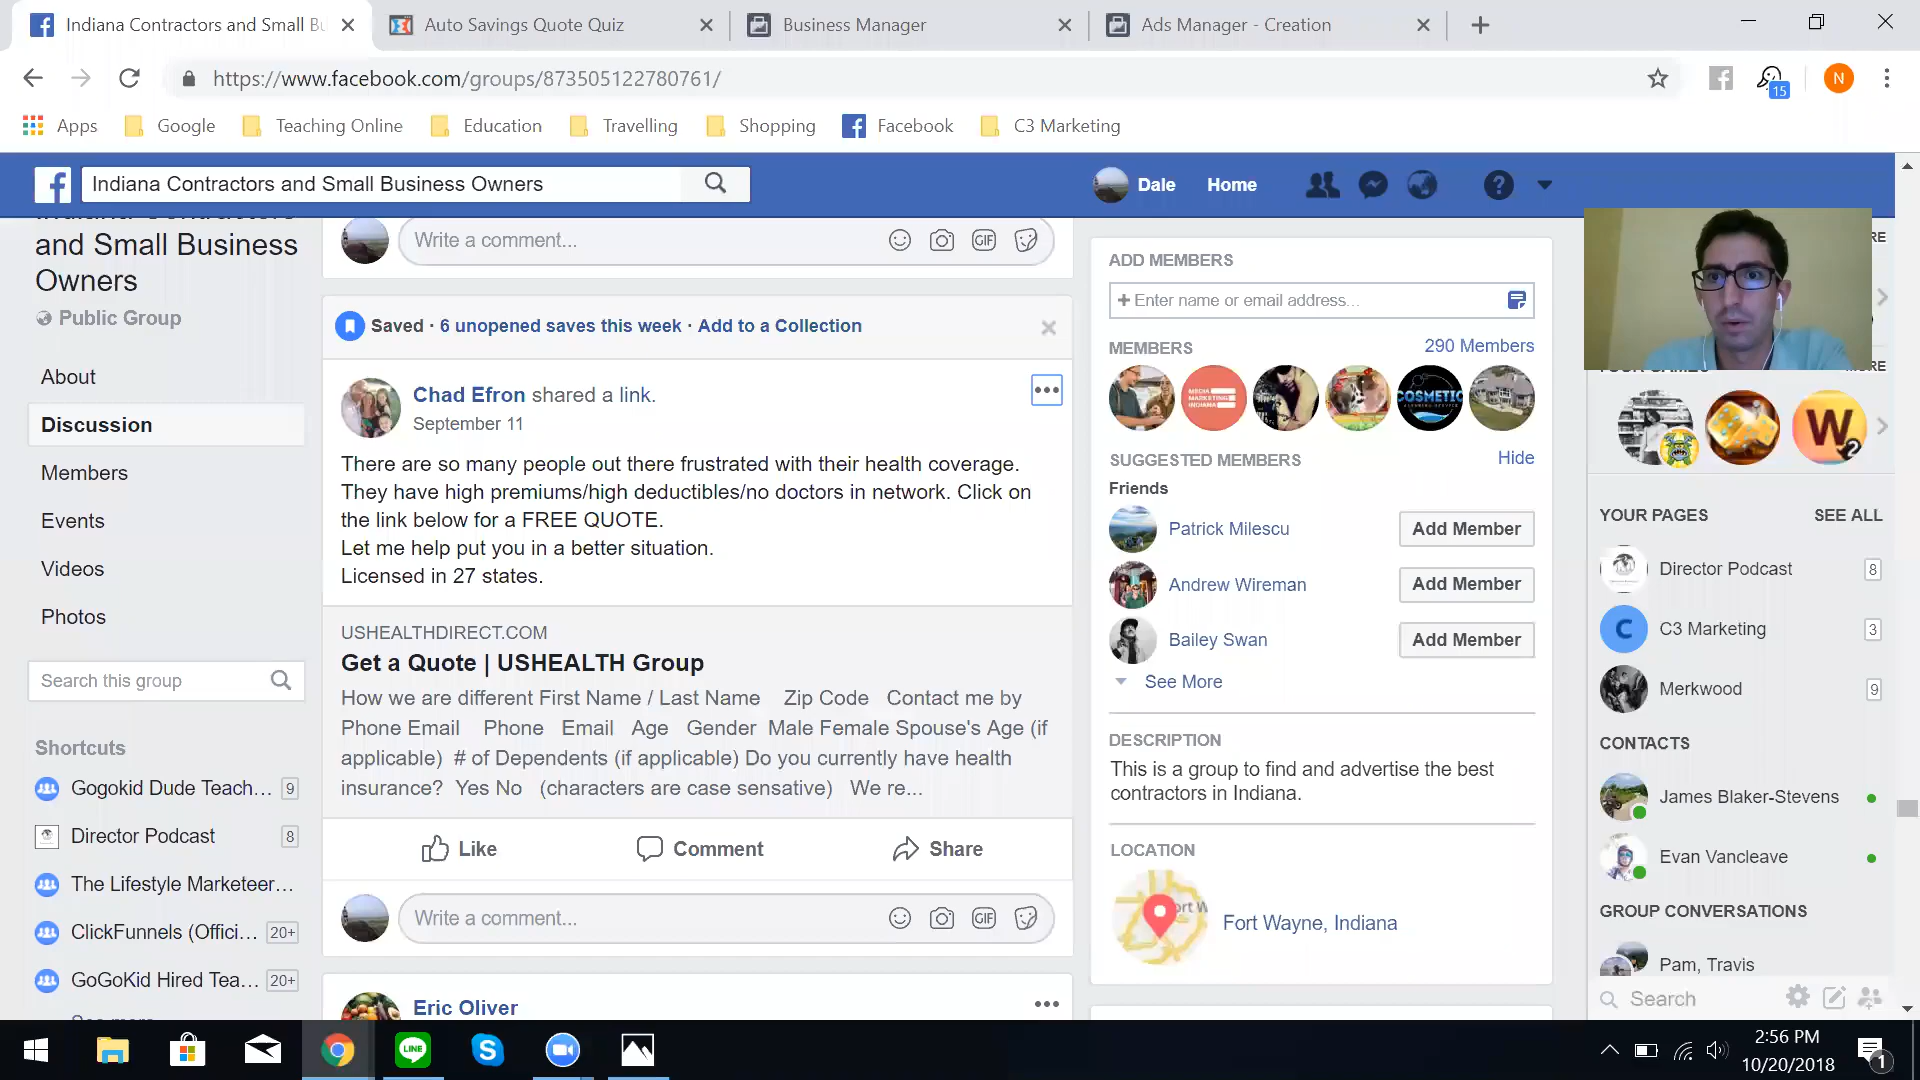 Indiana Contractors and Small Bu
Auto Savings Quote Quiz
Business Manager
Ads Manager - Creation
https://www.facebook.com/groups/873505122780761/
15
N
Apps
Google
Teaching Online
Education
Travelling
Shopping
Facebook
C3 Marketing
Indiana Contractors and Small Business Owners
Dale
Home
and Small Business
Owners
Public Group
About
Discussion
Members
Events
Videos
Photos
Search this group
Shortcuts
Gogokid Dude Teach... 9
Director Podcast 8
The Lifestyle Marketeer...
ClickFunnels (Offici... 20+
GoGoKid Hired Tea... 20+
Write a comment...
GIF
Saved · 6 unopened saves this week · Add to a Collection
Chad Efron shared a link.
September 11
There are so many people out there frustrated with their health coverage.
They have high premiums/high deductibles/no doctors in network. Click on
the link below for a FREE QUOTE.
Let me help put you in a better situation.
Licensed in 27 states.
USHEALTHDIRECT.COM
Get a Quote | USHEALTH Group
How we are different First Name / Last Name Zip Code Contact me by
Phone Email Phone Email Age Gender Male Female Spouse's Age (if
applicable) # of Dependents (if applicable) Do you currently have health
insurance? Yes No (characters are case sensative) We re...
Like
Comment
Share
Write a comment...
GIF
Eric Oliver
ADD MEMBERS
+ Enter name or email address...
MEMBERS
290 Members
MEDIA
MARKETING
INDIANA
COSMETIC
SUGGESTED MEMBERS
Hide
Friends
Patrick Milescu
Add Member
Andrew Wireman
Add Member
Bailey Swan
Add Member
See More
DESCRIPTION
This is a group to find and advertise the best
contractors in Indiana.
LOCATION
Fort Wayne, Indiana
RE
MORE
W
YOUR PAGES
SEE ALL
Director Podcast 8
C C3 Marketing 3
Merkwood 9
CONTACTS
James Blaker-Stevens
Evan Vancleave
GROUP CONVERSATIONS
Pam, Travis
Search
LINE
2:56 PM
10/20/2018
1